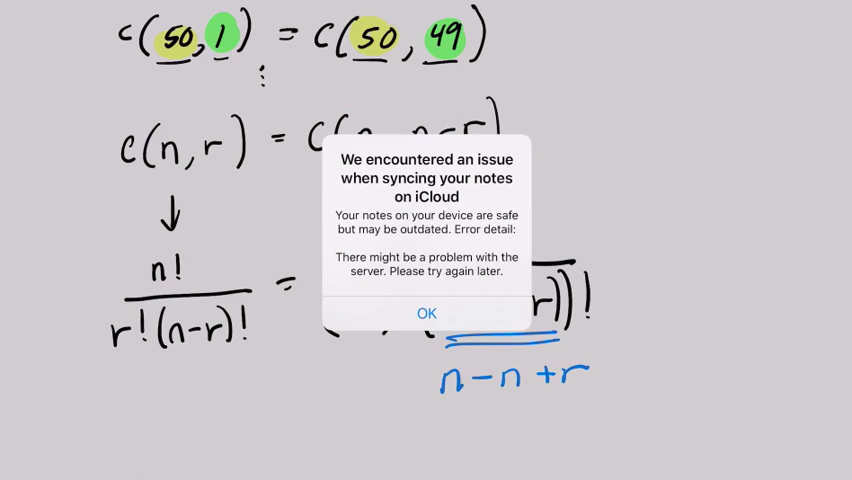 c(50, 1) = C(50, 49)
⋮
c(n, r) = C(n, n-r)
We encountered an issue
when syncing your notes
on iCloud
Your notes on your device are safe
but may be outdated. Error detail:
There might be a problem with the
server. Please try again later.
OK
↓
n!
r!(n-r)!
=
r))!
n-n+r